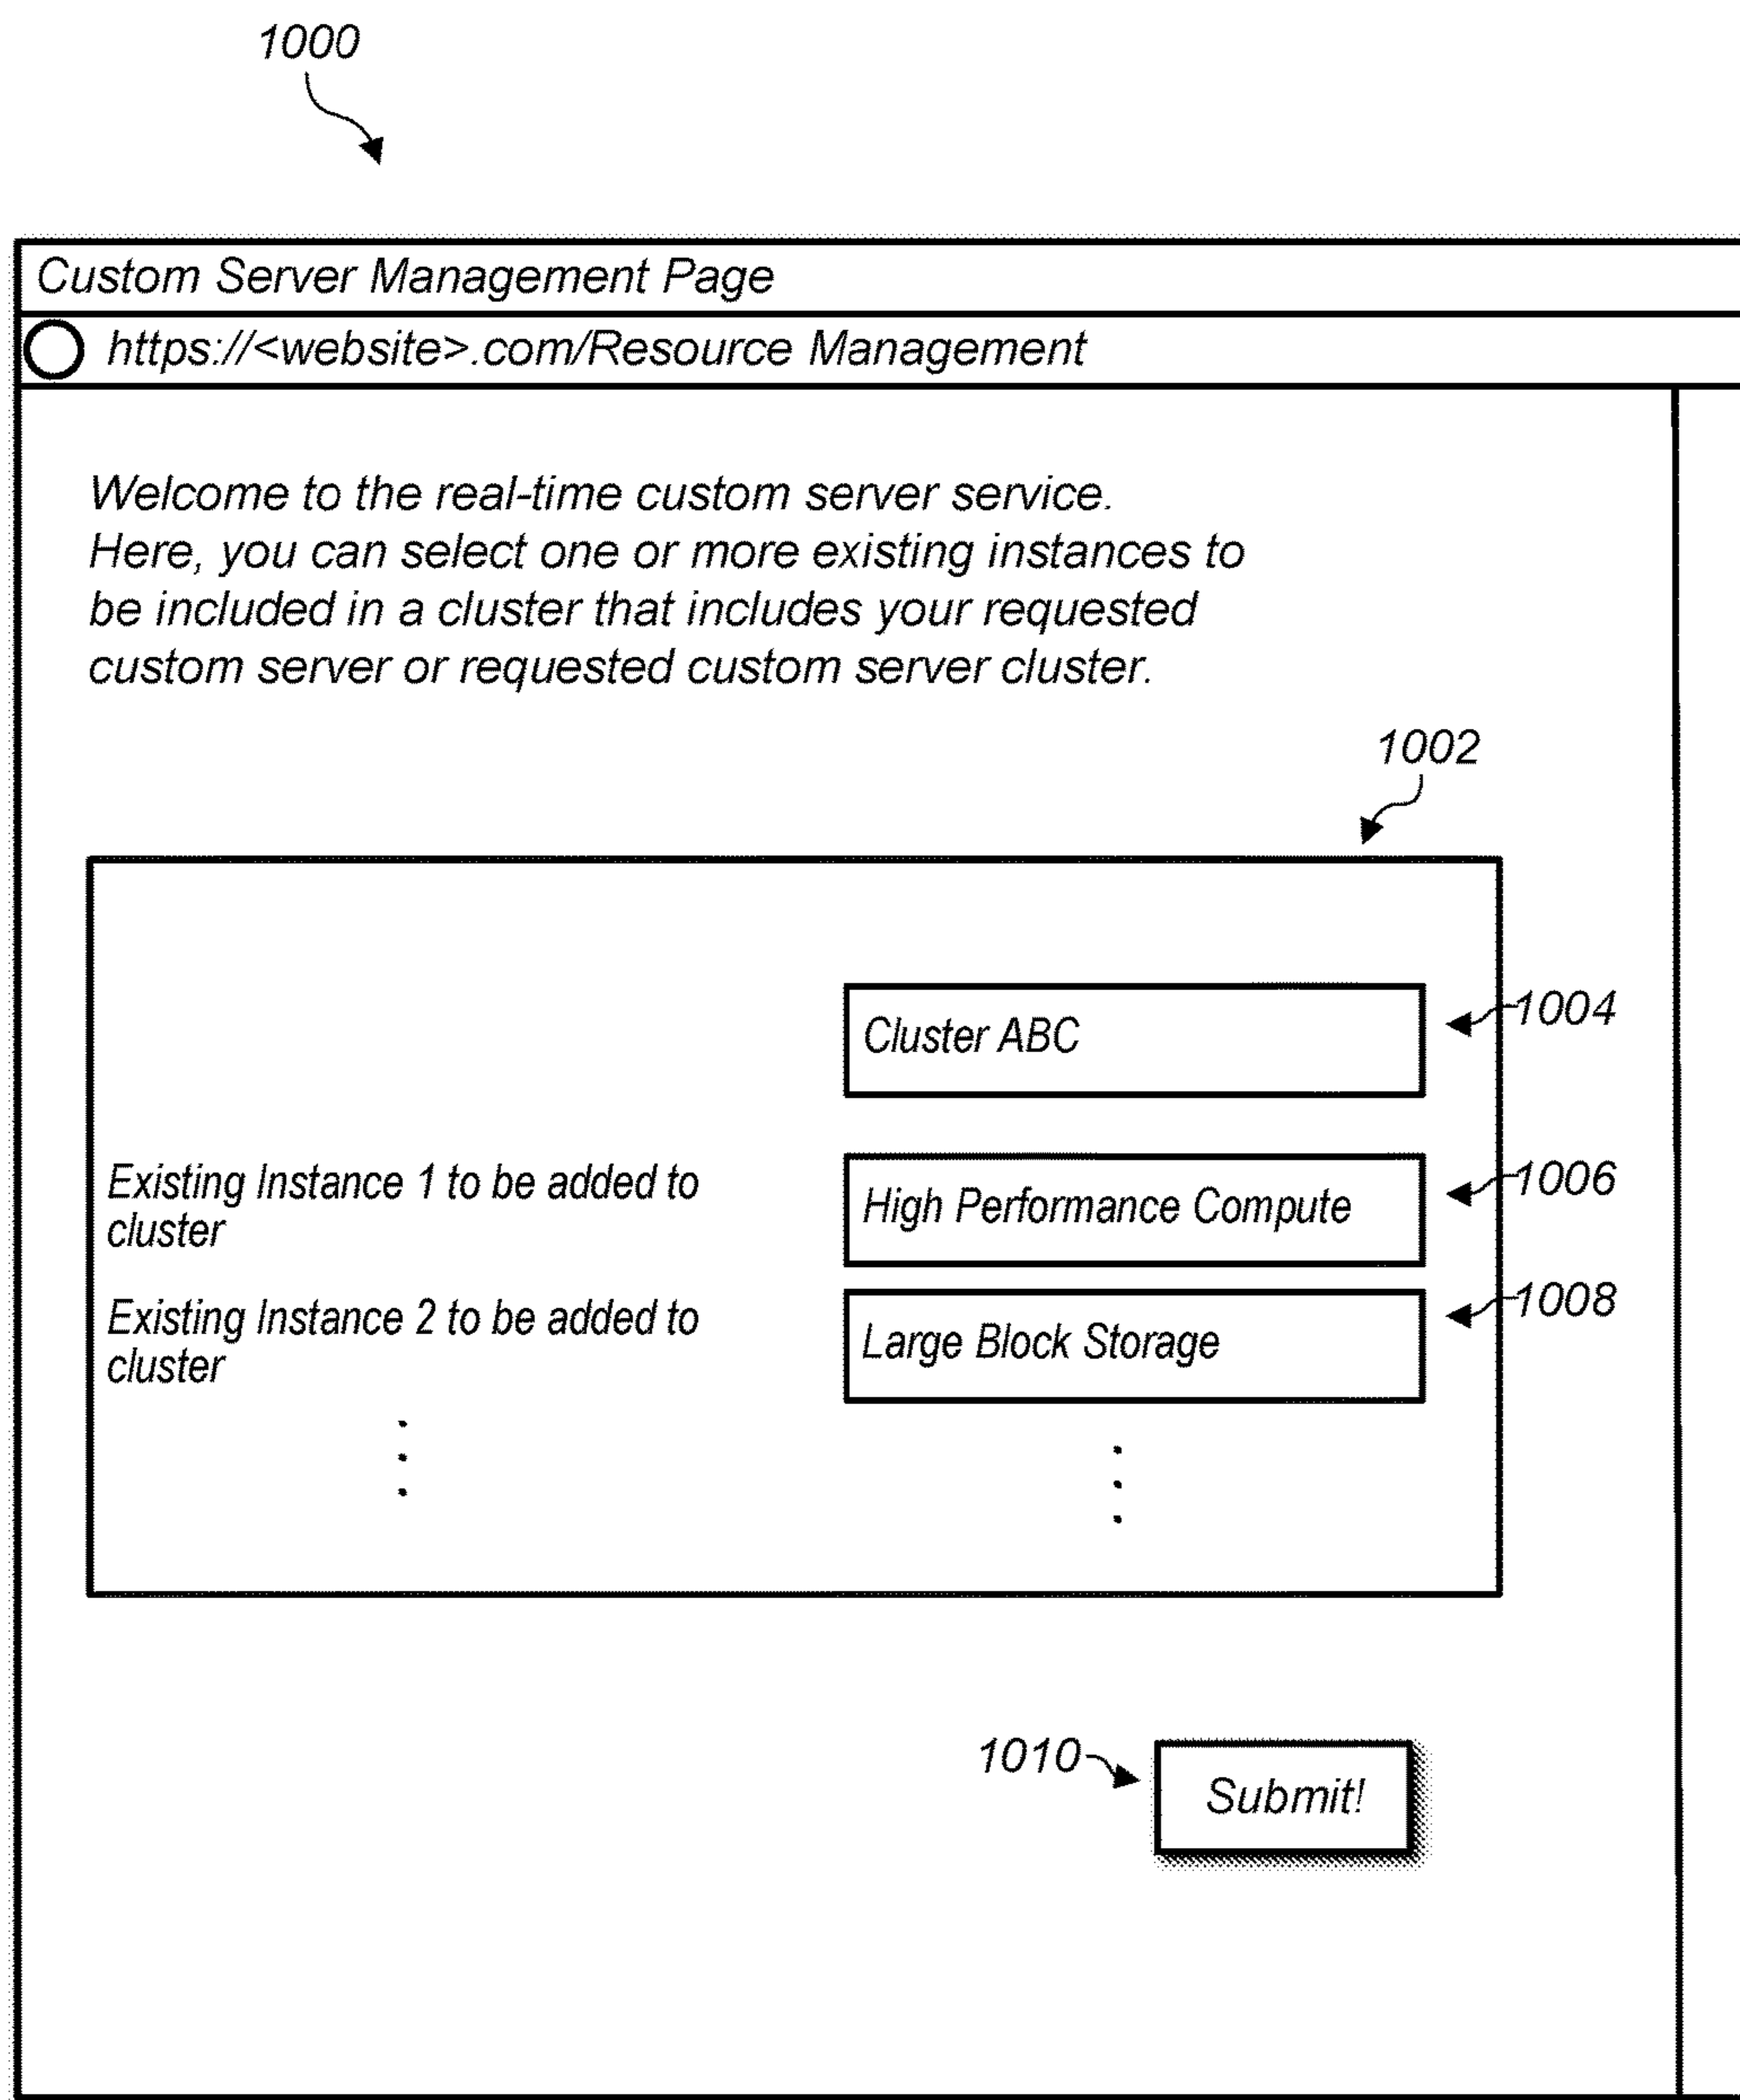 1000
Custom Server Management Page
https://<website>.com/Resource Management
Welcome to the real-time custom server service.
Here, you can select one or more existing instances to
be included in a cluster that includes your requested
custom server or requested custom server cluster.
1002
Cluster ABC
1004
Existing Instance 1 to be added to
cluster
High Performance Compute
1006
Existing Instance 2 to be added to
cluster
Large Block Storage
1008
1010
Submit!